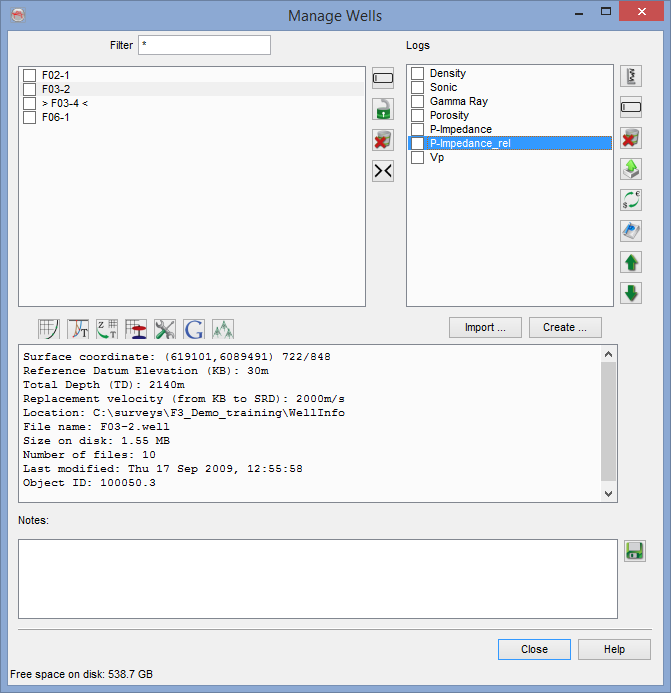 Manage Wells
Filter *
Logs
F02-1
F03-2
> F03-4 <
F06-1
Density
Sonic
Gamma Ray
Porosity
P-Impedance
P-Impedance_rel
Vp
Import ...
Create ...
Surface coordinate: (619101,6089491) 722/848
Reference Datum Elevation (KB): 30m
Total Depth (TD): 2140m
Replacement velocity (from KB to SRD): 2000m/s
Location: C:\surveys\F3_Demo_training\WellInfo
File name: F03-2.well
Size on disk: 1.55 MB
Number of files: 10
Last modified: Thu 17 Sep 2009, 12:55:58
Object ID: 100050.3
Notes:
Close
Help
Free space on disk: 538.7 GB